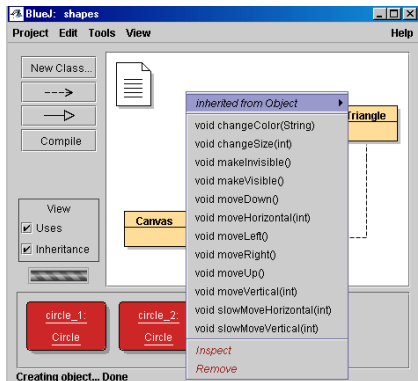 BlueJ: shapes
Project Edit Tools View Help
New Class...
--->
Compile
View
Uses
Inheritance
Canvas
Triangle
inherited from Object
void changeColor(String)
void changeSize(int)
void makeInvisible()
void makeVisible()
void moveDown()
void moveHorizontal(int)
void moveLeft()
void moveRight()
void moveUp()
void moveVertical(int)
void slowMoveHorizontal(int)
void slowMoveVertical(int)
Inspect
Remove
circle_1:
Circle
circle_2:
Circle
Creating object... Done